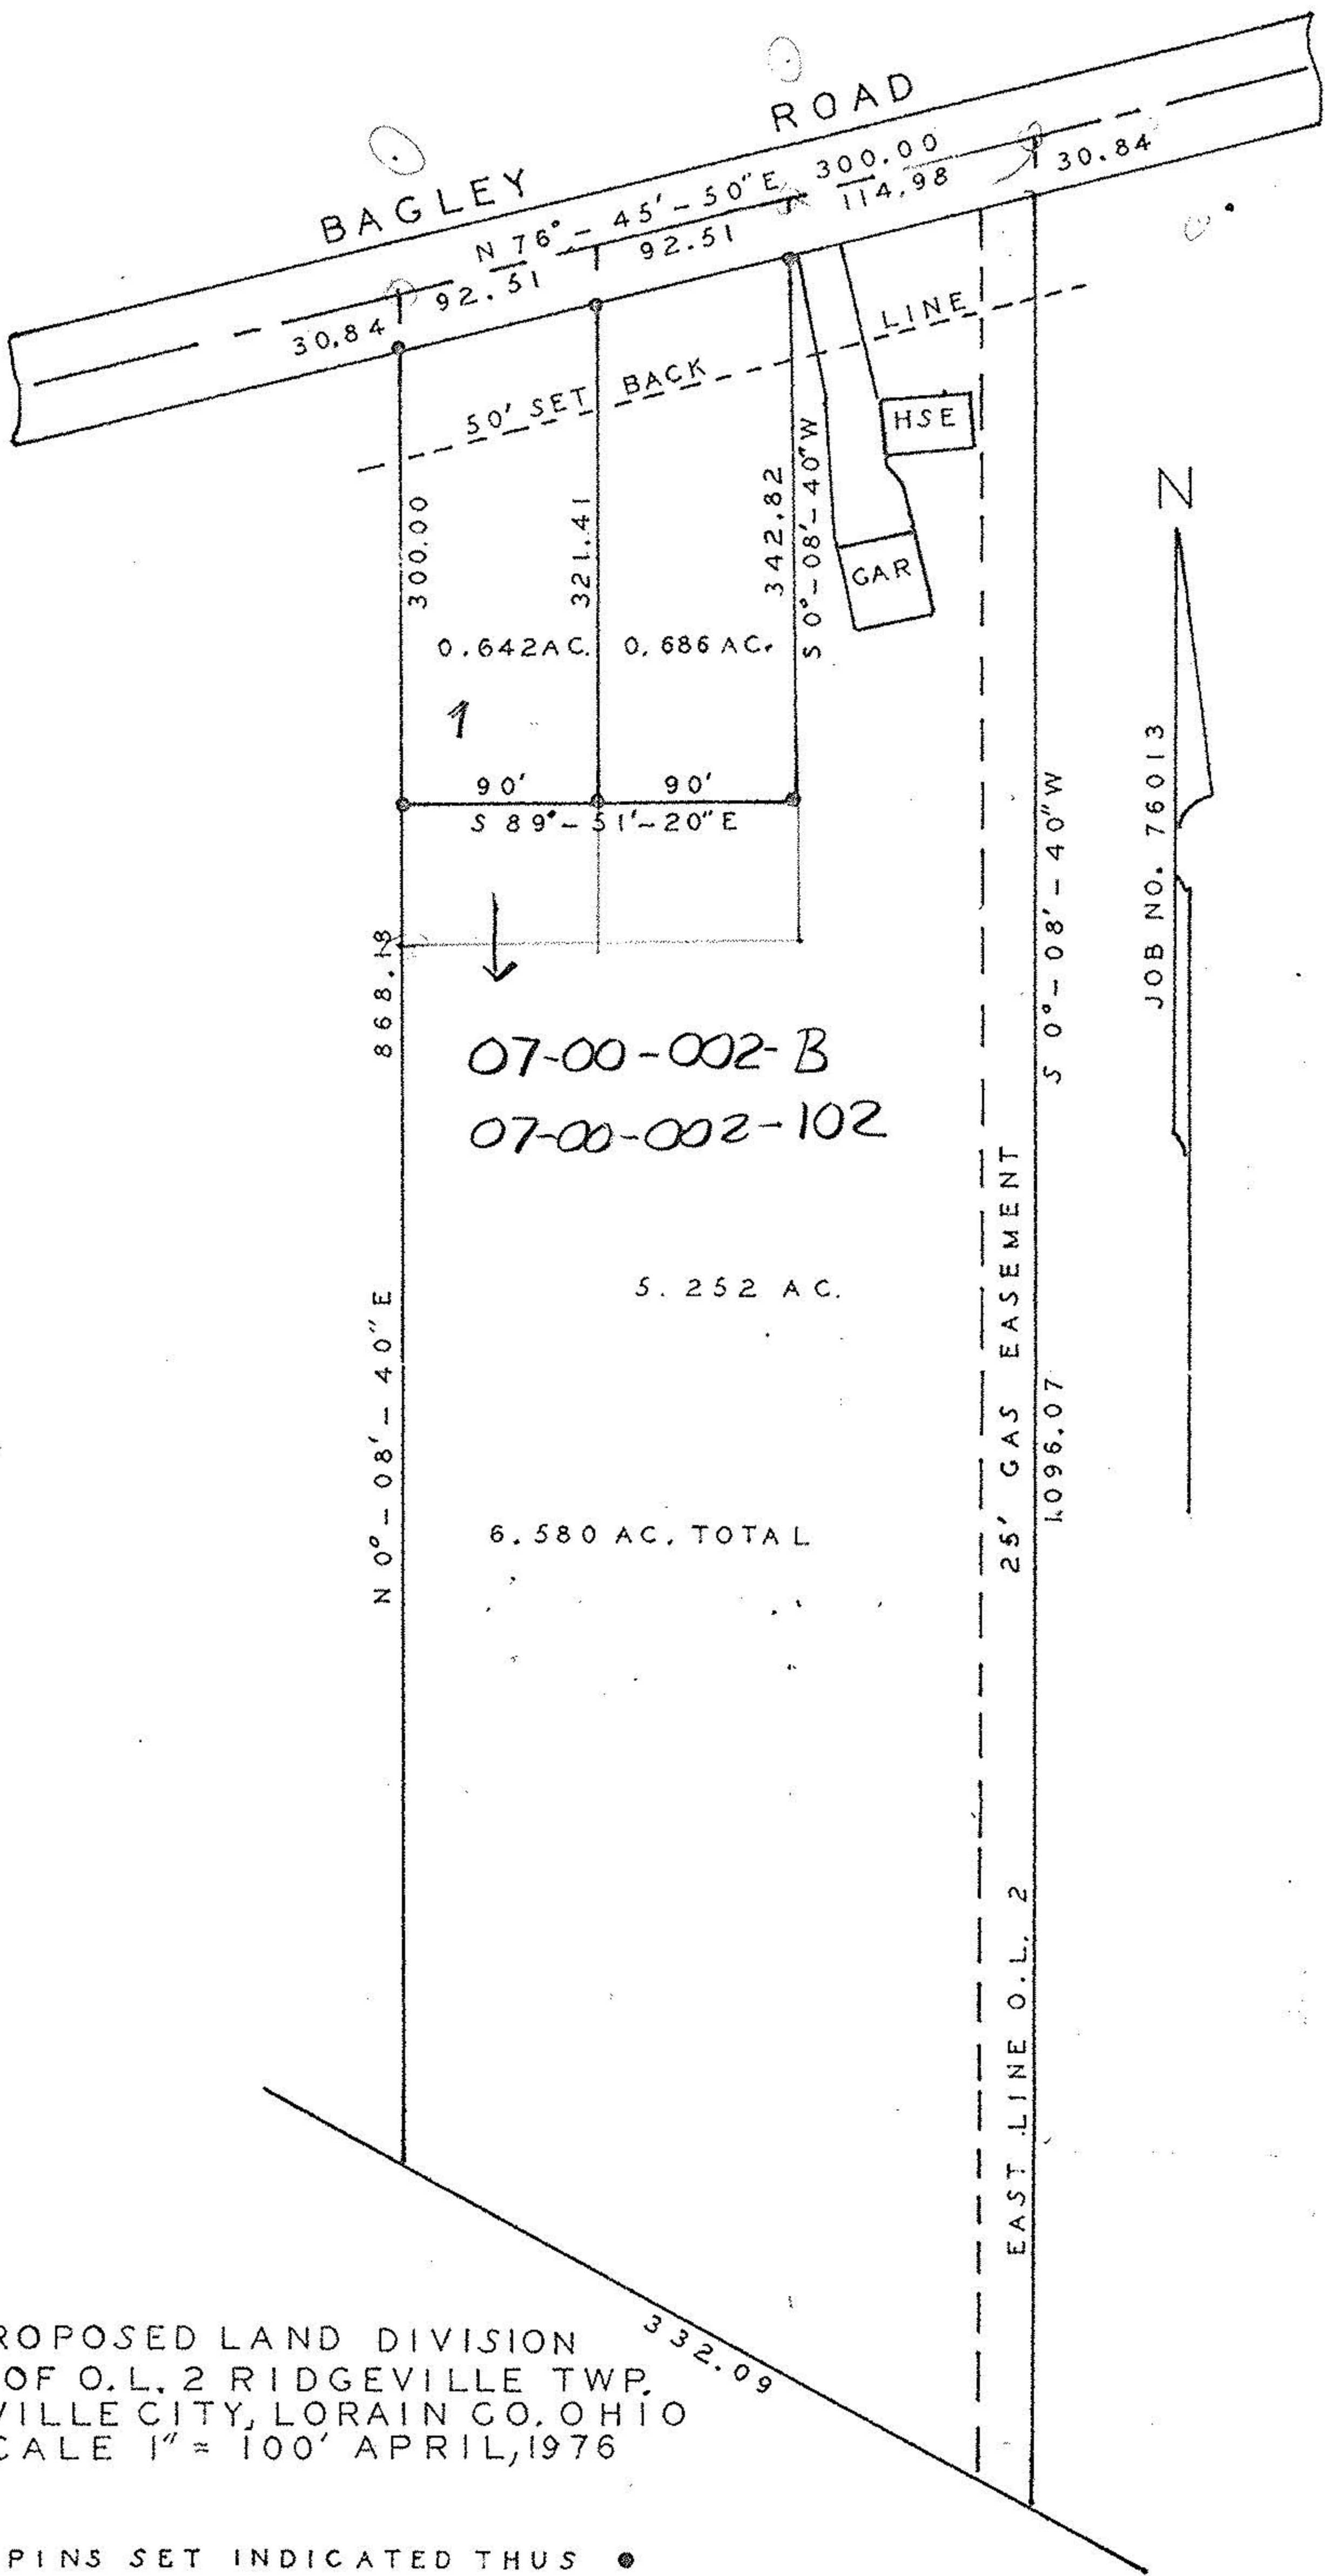 BAGLEY ROAD
N 76°-45'-50"E 300.00
30.84 92.51 92.51 114.98 30.84
50' SET BACK LINE
HSE
GAR
300.00
321.41
342.82
S 0°-08'-40"W
0.642 AC. 0.686 AC.
1
90' 90'
S 89°-51'-20"E
N
JOB NO. 76013
868.18
N 0°-08'-40"E
07-00-002-B
07-00-002-102
5.252 AC.
6.580 AC. TOTAL
25' GAS EASEMENT
S 0°-08'-40"W
1096.07
EAST LINE O.L. 2
332.09
ROPOSED LAND DIVISION
OF O.L. 2 RIDGEVILLE TWP.
VILLE CITY, LORAIN CO. OHIO
CALE 1" = 100' APRIL, 1976
PINS SET INDICATED THUS